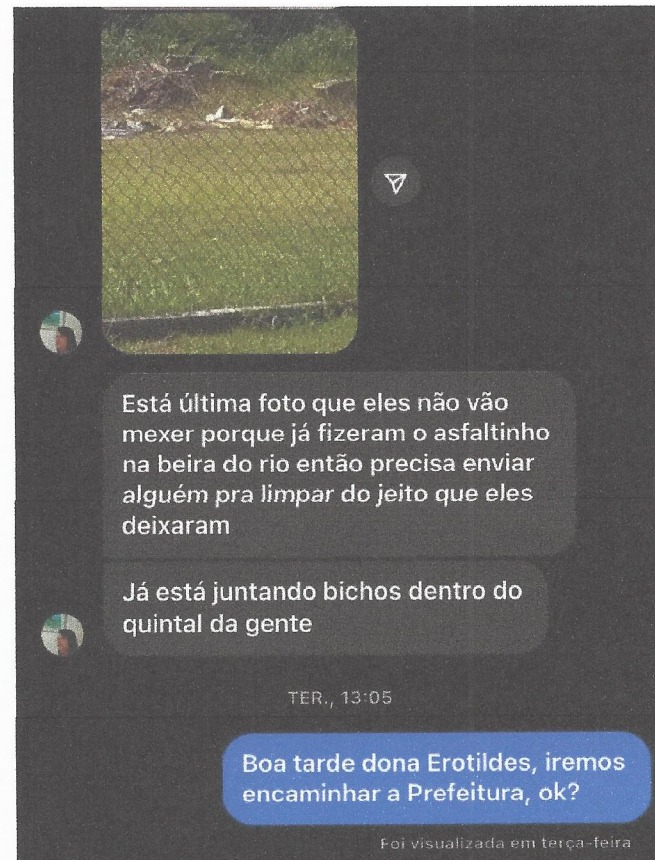 Está última foto que eles não vão
mexer porque já fizeram o asfaltinho
na beira do rio então precisa enviar
alguém pra limpar do jeito que eles
deixaram
Já está juntando bichos dentro do
quintal da gente
TER., 13:05
Boa tarde dona Erotildes, iremos
encaminhar a Prefeitura, ok?
Foi visualizada em terça-feira